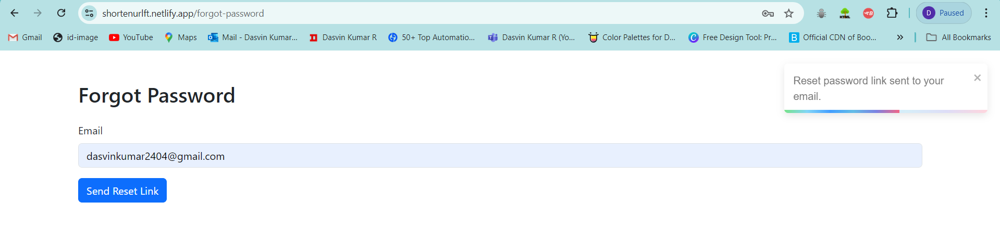 shortenurlft.netlify.app/forgot-password
D Paused
Gmail id-image YouTube Maps Mail - Dasvin Kumar... Dasvin Kumar R 50+ Top Automatio... Dasvin Kumar R (Yo... Color Palettes for D... Free Design Tool: Pr... B Official CDN of Boo... All Bookmarks
Reset password link sent to your
email.
Forgot Password
Email
dasvinkumar2404@gmail.com
Send Reset Link